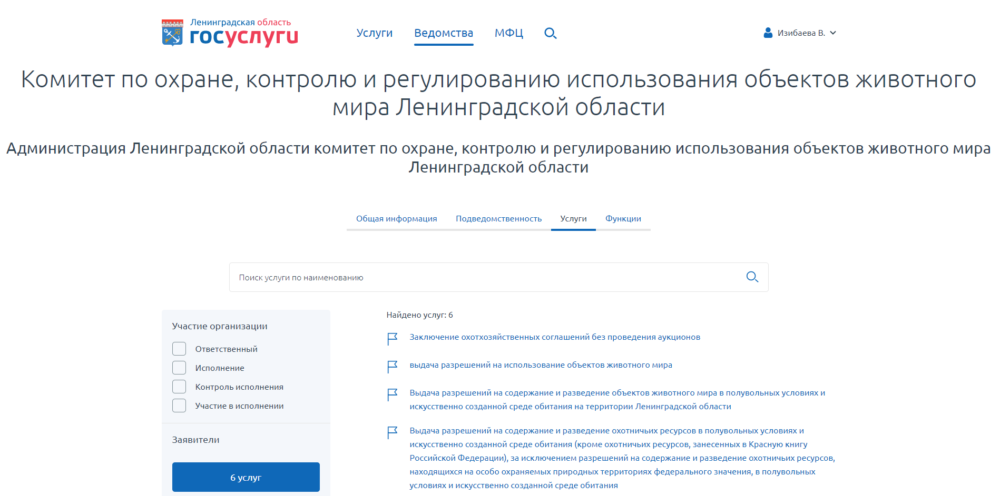 Ленинградская область
госуслуги
Услуги
Ведомства
МФЦ
Изибаева В.
Комитет по охране, контролю и регулированию использования объектов животного
мира Ленинградской области
Администрация Ленинградской области комитет по охране, контролю и регулированию использования объектов животного мира
Ленинградской области
Общая информация
Подведомственность
Услуги
Функции
Поиск услуги по наименованию
Участие организации
Ответственный
Исполнение
Контроль исполнения
Участие в исполнении
Заявители
6 услуг
Найдено услуг: 6
Заключение охотхозяйственных соглашений без проведения аукционов
выдача разрешений на использование объектов животного мира
Выдача разрешений на содержание и разведение объектов животного мира в полувольных условиях и
искусственно созданной среде обитания на территории Ленинградской области
Выдача разрешений на содержание и разведение охотничьих ресурсов в полувольных условиях и
искусственно созданной среде обитания (кроме охотничьих ресурсов, занесенных в Красную книгу
Российской Федерации), за исключением разрешений на содержание и разведение охотничьих ресурсов,
находящихся на особо охраняемых природных территориях федерального значения, в полувольных
условиях и искусственно созданной среде обитания